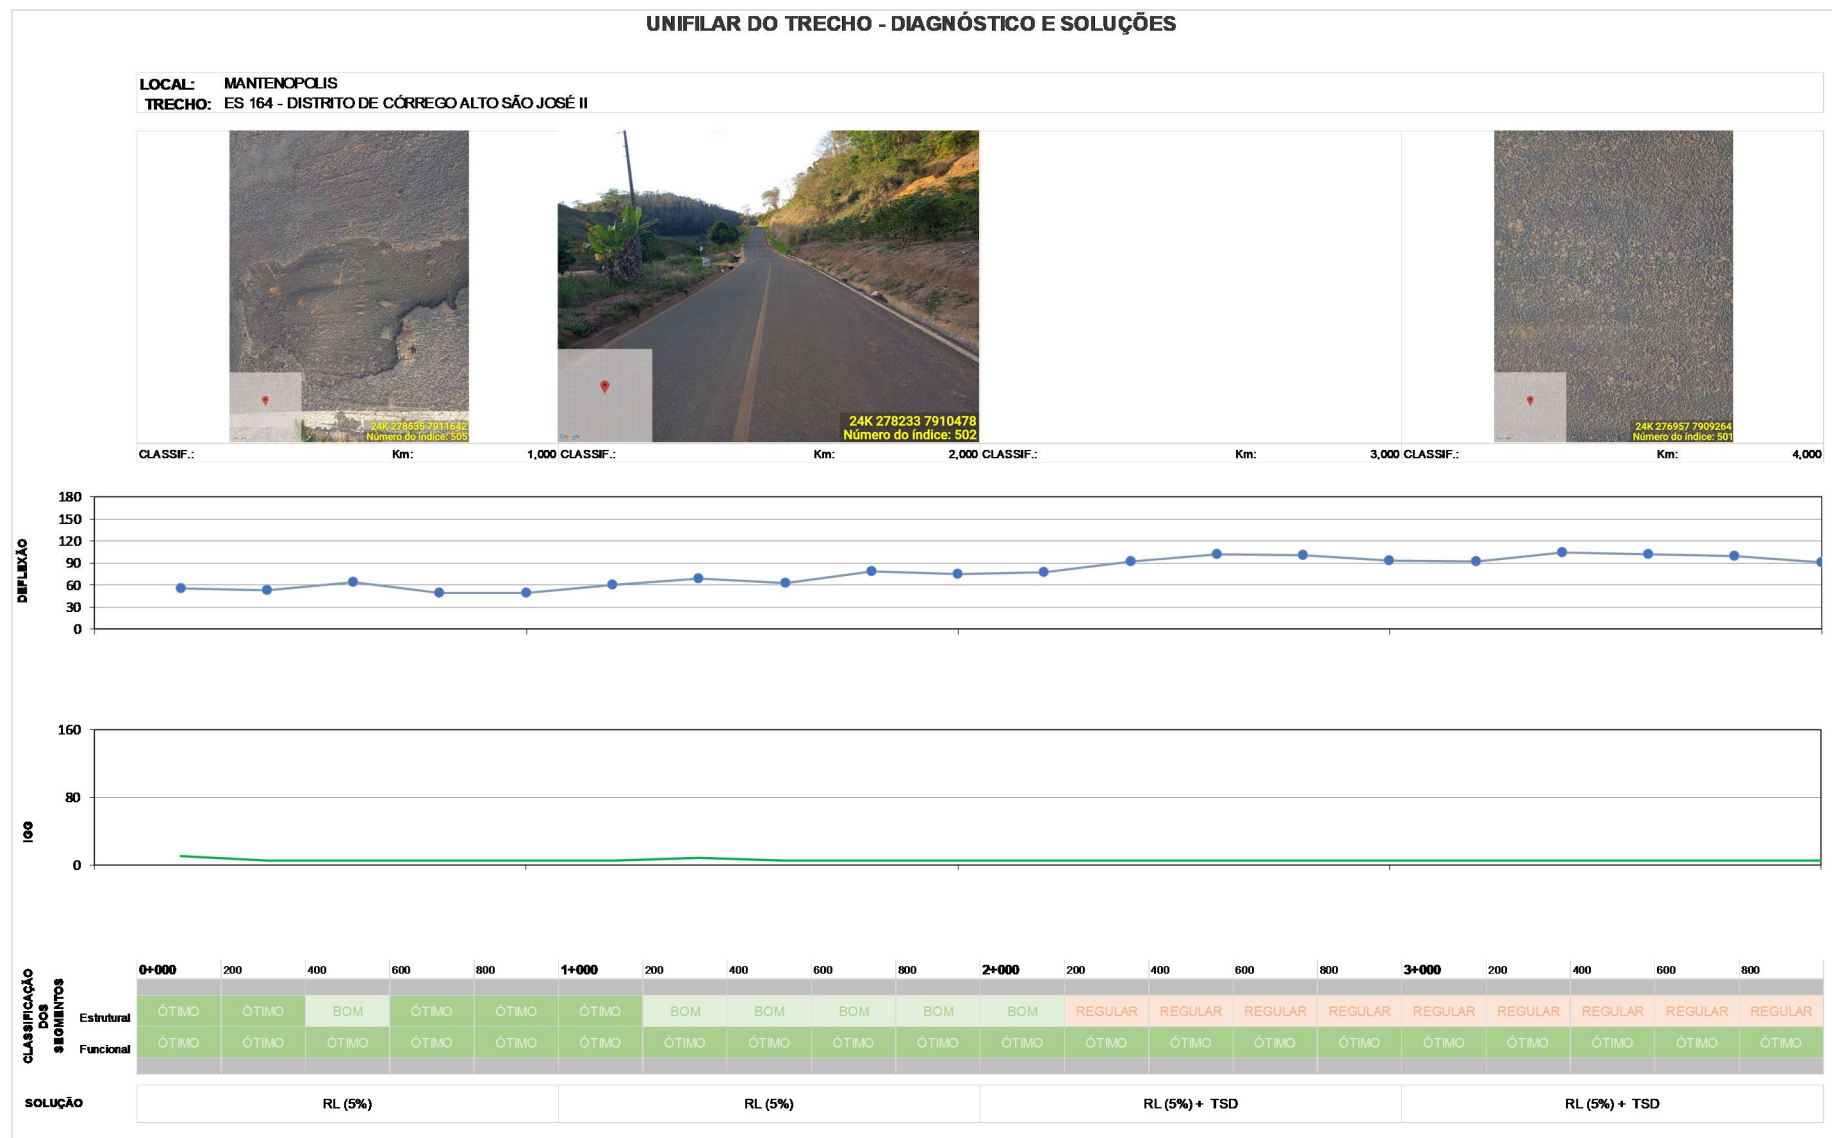 UNIFILAR DO TRECHO - DIAGNÓSTICO E SOLUÇÕES
LOCAL: MANTENOPOLIS
TRECHO: ES 164 - DISTRITO DE CÓRREGO ALTO SÃO JOSÉ II
24K 278535 7911642
Número do índice: 505
24K 278233 7910478
Número do índice: 502
24K 276957 7909264
Número do índice: 501
Google
CLASSIF.: Km: 1,000 CLASSIF.: Km: 2,000 CLASSIF.: Km: 3,000 CLASSIF.: Km: 4,000
DEFLEXÃO
180
150
120
90
60
30
0
IGG
160
80
0
CLASSIFICAÇÃO
DOS
SEGMENTOS
0+000 200 400 600 800 1+000 200 400 600 800 2+000 200 400 600 800 3+000 200 400 600 800
Estrutural ÓTIMO ÓTIMO BOM ÓTIMO ÓTIMO ÓTIMO BOM BOM BOM BOM BOM REGULAR REGULAR REGULAR REGULAR REGULAR REGULAR REGULAR REGULAR REGULAR
Funcional ÓTIMO ÓTIMO ÓTIMO ÓTIMO ÓTIMO ÓTIMO ÓTIMO ÓTIMO ÓTIMO ÓTIMO ÓTIMO ÓTIMO ÓTIMO ÓTIMO ÓTIMO ÓTIMO ÓTIMO ÓTIMO ÓTIMO ÓTIMO
SOLUÇÃO RL (5%) RL (5%) RL (5%) + TSD RL (5%) + TSD